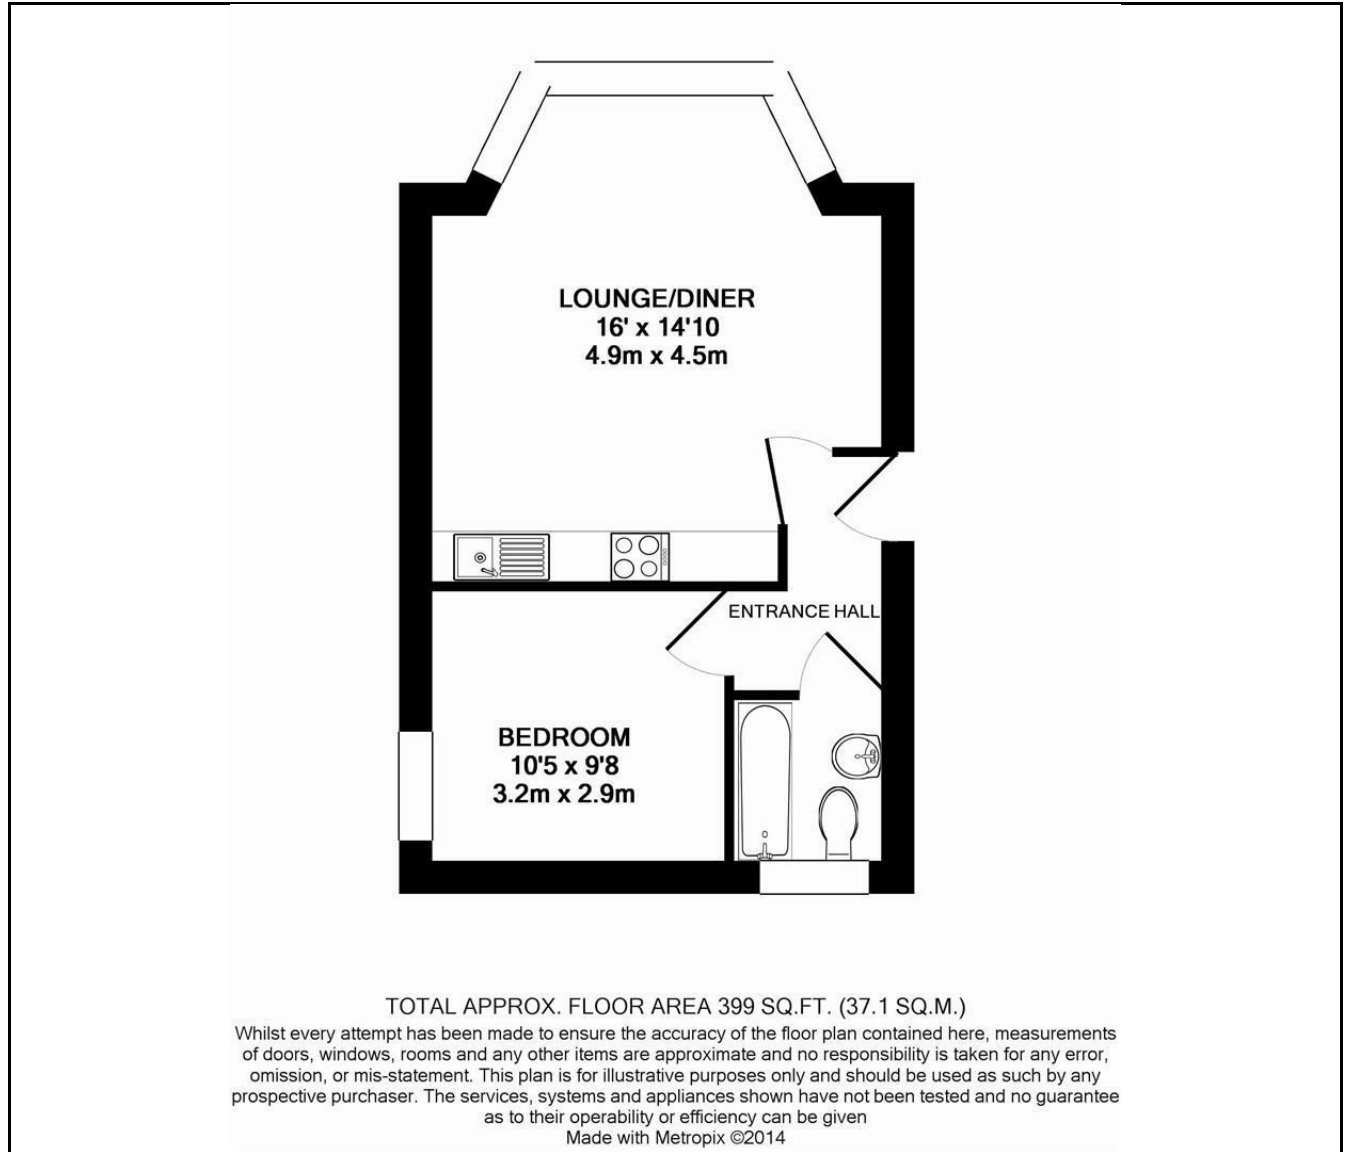 LOUNGE/DINER
16' x 14'10
4.9m x 4.5m
ENTRANCE HALL
BEDROOM
10'5 x 9'8
3.2m x 2.9m
TOTAL APPROX. FLOOR AREA 399 SQ.FT. (37.1 SQ.M.)
Whilst every attempt has been made to ensure the accuracy of the floor plan contained here, measurements
of doors, windows, rooms and any other items are approximate and no responsibility is taken for any error,
omission, or mis-statement. This plan is for illustrative purposes only and should be used as such by any
prospective purchaser. The services, systems and appliances shown have not been tested and no guarantee
as to their operability or efficiency can be given
Made with Metropix ©2014